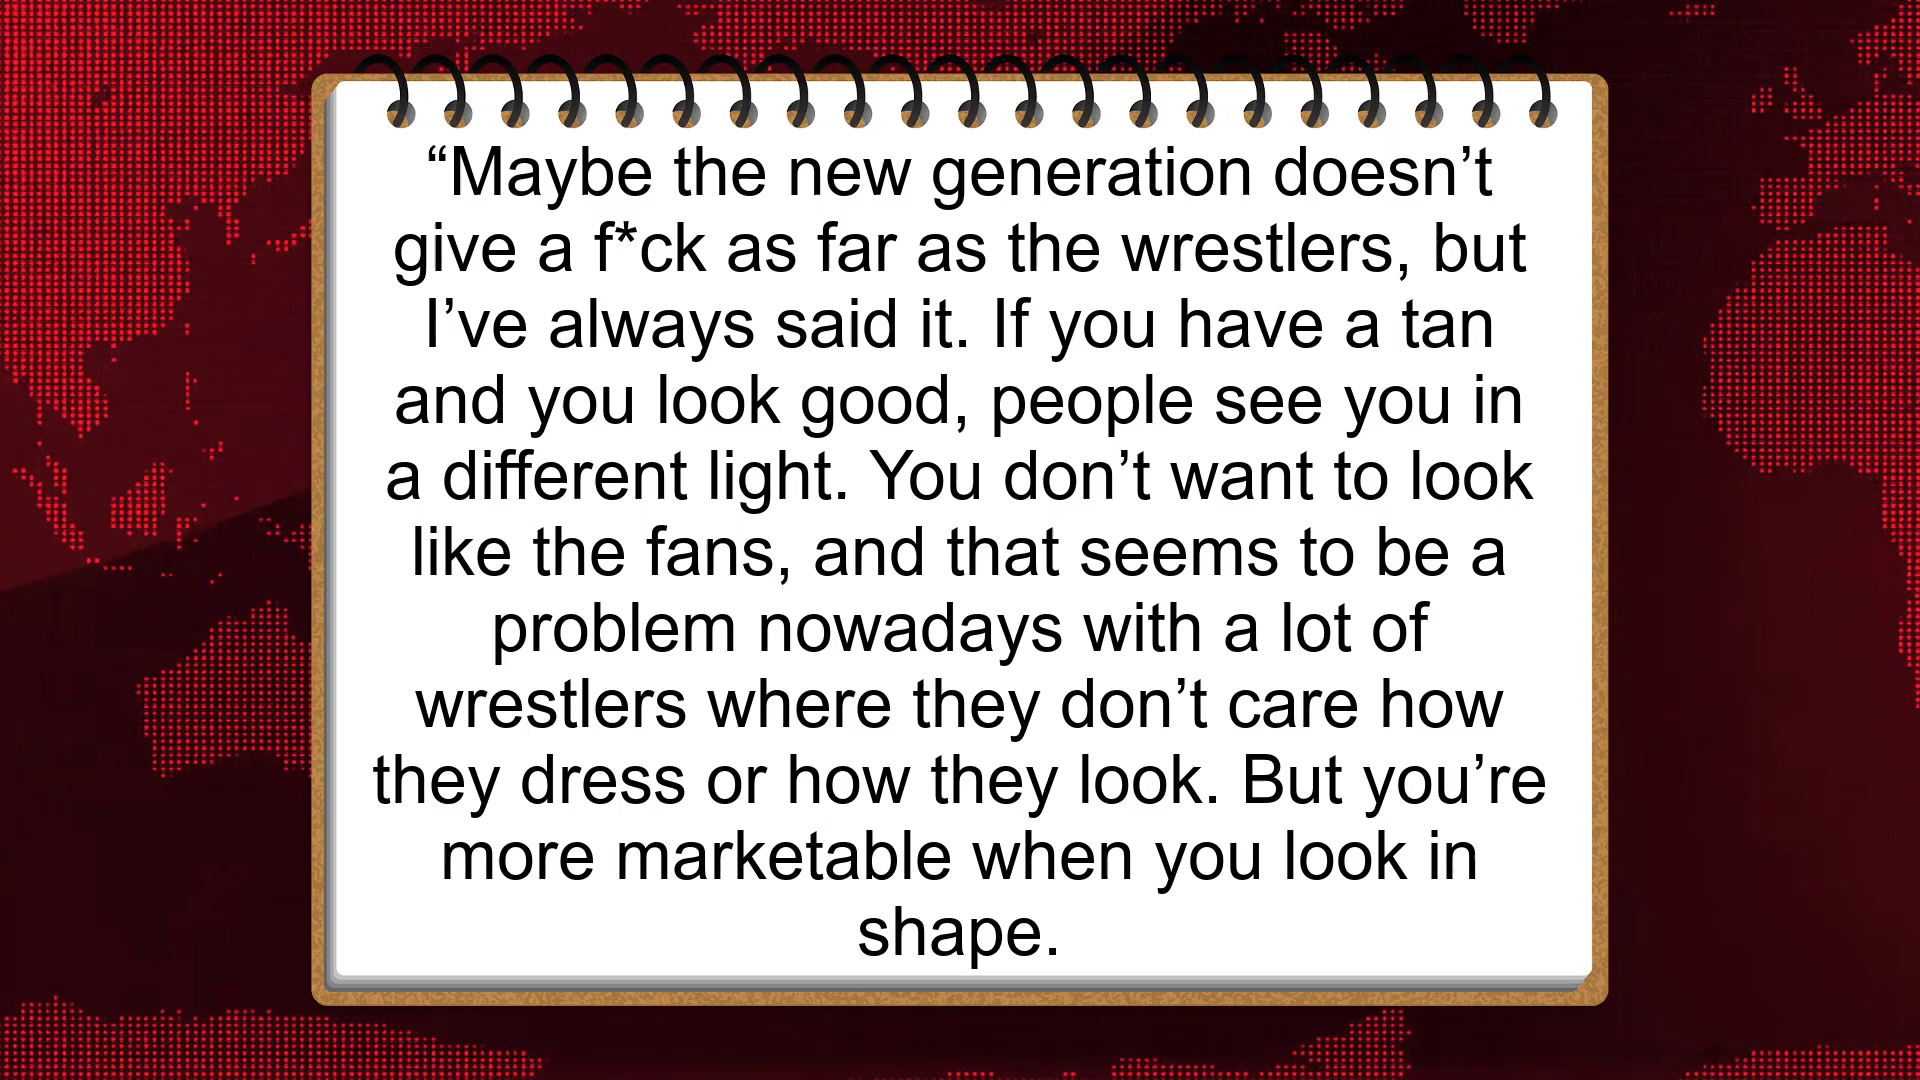 “Maybe the new generation doesn’t
give a f*ck as far as the wrestlers, but
I’ve always said it. If you have a tan
and you look good, people see you in
a different light. You don’t want to look
like the fans, and that seems to be a
problem nowadays with a lot of
wrestlers where they don’t care how
they dress or how they look. But you’re
more marketable when you look in
shape.